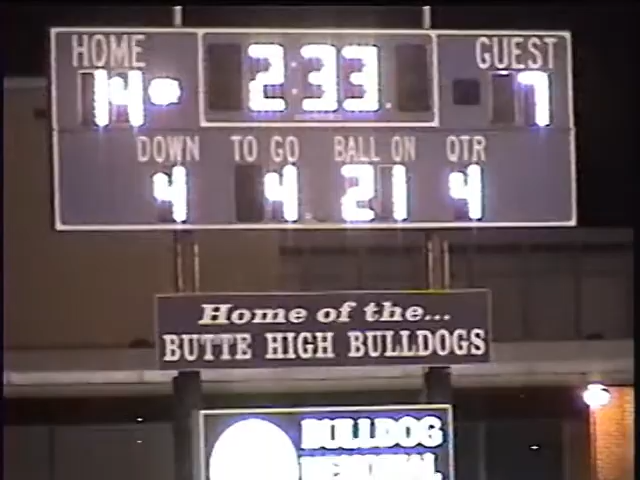 HOME 2:33 GUEST
14 7
DOWN TO GO BALL ON QTR
4 4 21 4
Home of the...
BUTTE HIGH BULLDOGS
BULLDOG
MEMORIAL